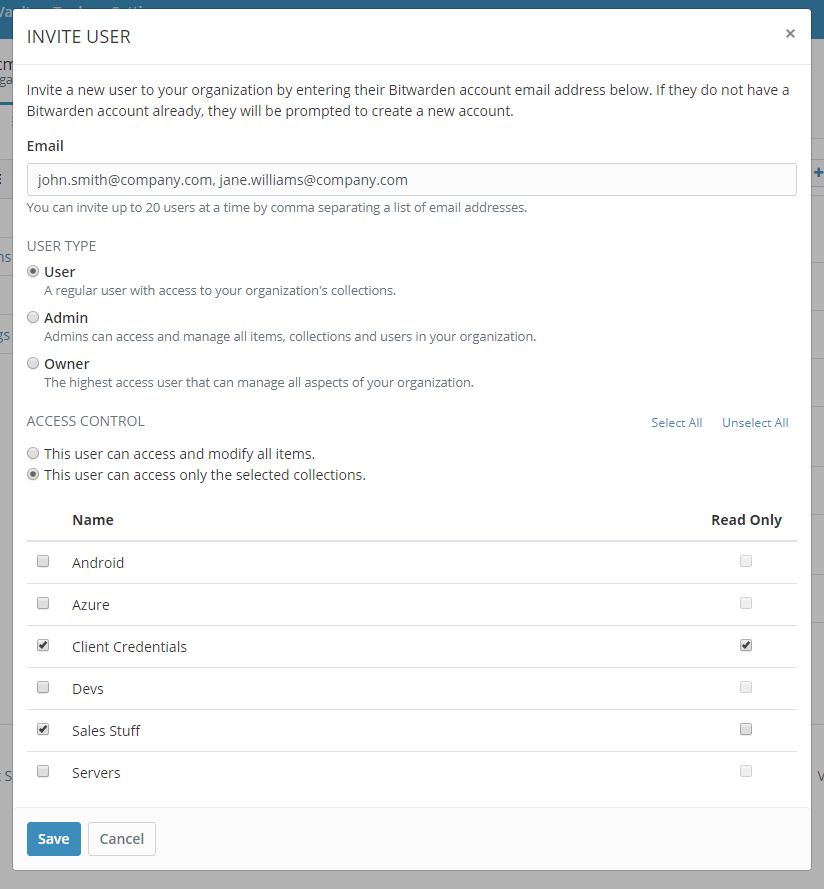 INVITE USER
×
Invite a new user to your organization by entering their Bitwarden account email address below. If they do not have a
Bitwarden account already, they will be prompted to create a new account.
Email
john.smith@company.com, jane.williams@company.com
You can invite up to 20 users at a time by comma separating a list of email addresses.
USER TYPE
User
A regular user with access to your organization's collections.
Admin
Admins can access and manage all items, collections and users in your organization.
Owner
The highest access user that can manage all aspects of your organization.
ACCESS CONTROL Select All Unselect All
This user can access and modify all items.
This user can access only the selected collections.
Name Read Only
Android
Azure
Client Credentials
Devs
Sales Stuff
Servers
Save Cancel